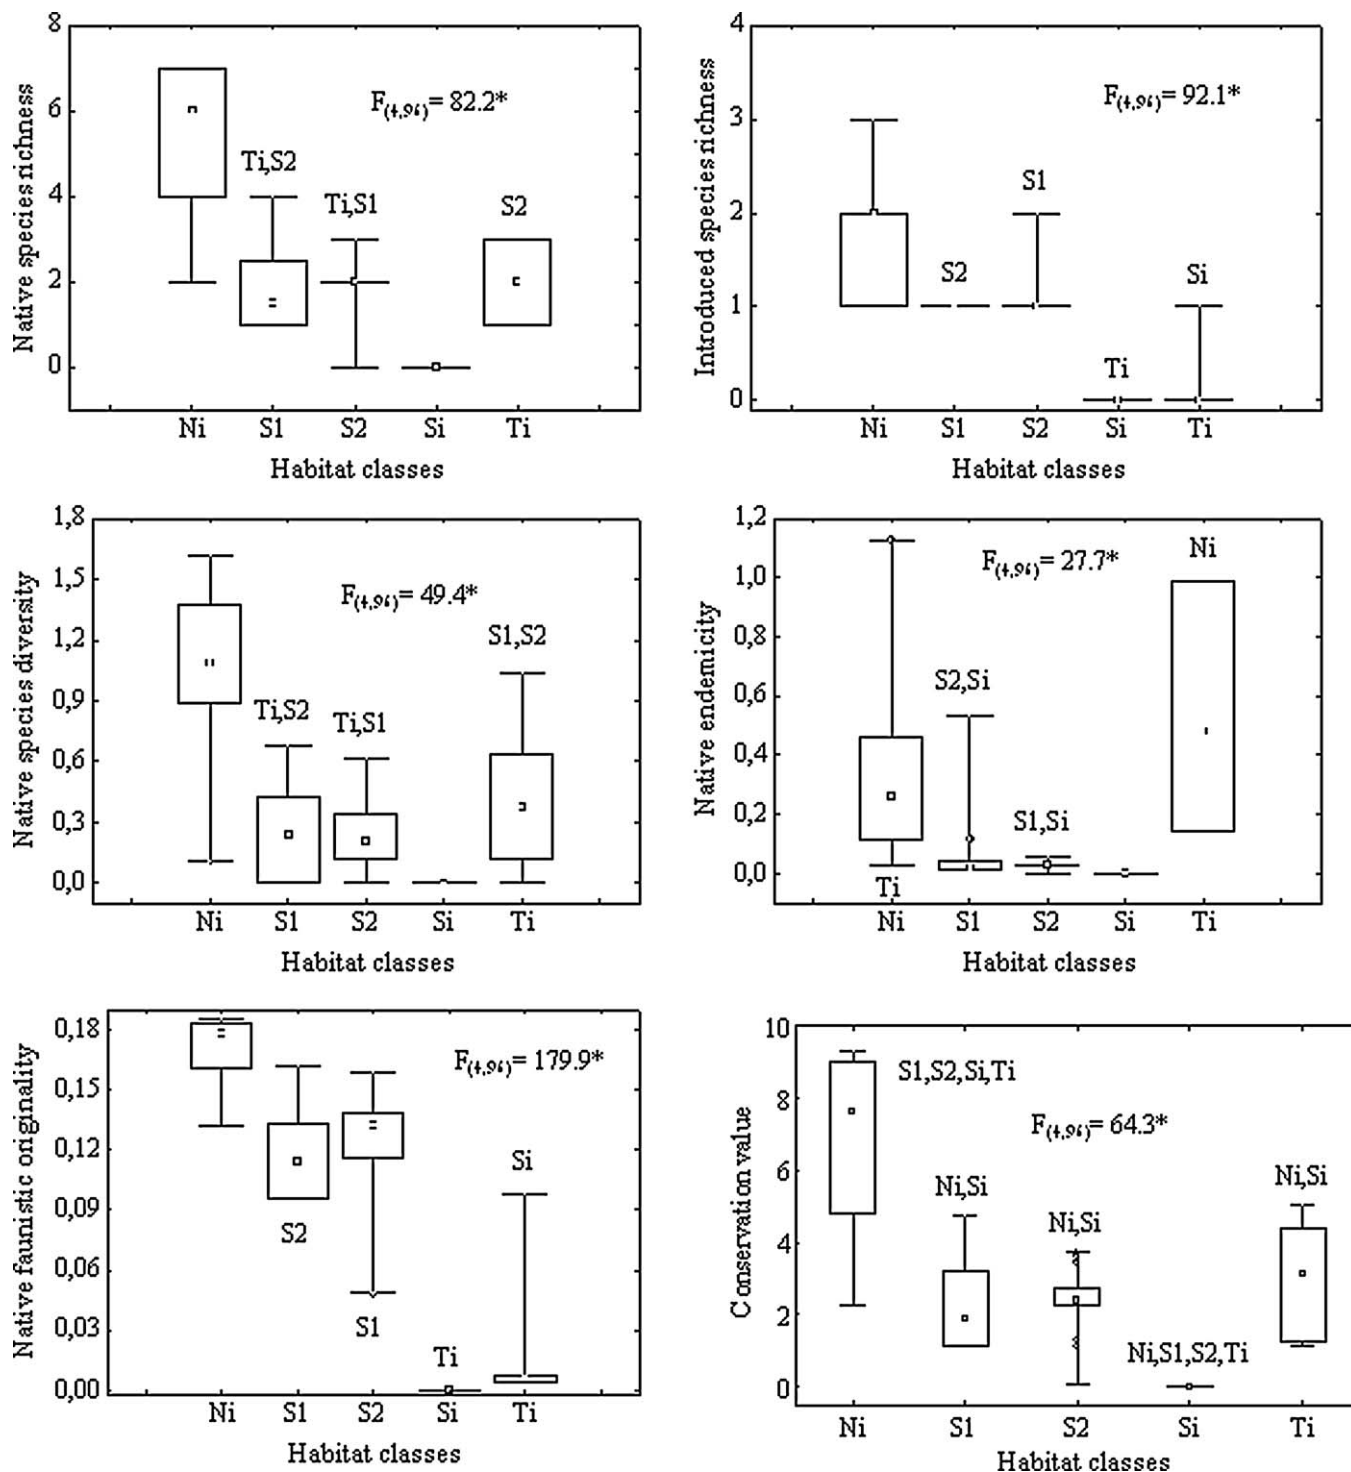 Native species richness
8
6
4
2
0
F(4,96)= 82.2*
Ti,S2
Ti,S1
S2
Ni S1 S2 Si Ti
Habitat classes
Introduced species richness
4
3
2
1
0
F(4,96)= 92.1*
S1
S2
Si
Ti
Ni S1 S2 Si Ti
Habitat classes
Native species diversity
1,8
1,5
1,2
0,9
0,6
0,3
0,0
F(4,96)= 49.4*
S1,S2
Ti,S2
Ti,S1
Ni S1 S2 Si Ti
Habitat classes
Native endemicity
1,2
1,0
0,8
0,6
0,4
0,2
0,0
F(4,96)= 27.7*
Ni
S2,Si
S1,Si
Ti
Ni S1 S2 Si Ti
Habitat classes
Native faunistic originality
0,18
0,15
0,12
0,09
0,06
0,03
0,00
F(4,96)= 179.9*
Si
S2
S1
Ti
Ni S1 S2 Si Ti
Habitat classes
Conservation value
10
8
6
4
2
0
S1,S2,Si,Ti
F(4,96)= 64.3*
Ni,Si
Ni,Si
Ni,Si
Ni,S1,S2,Ti
Ni S1 S2 Si Ti
Habitat classes